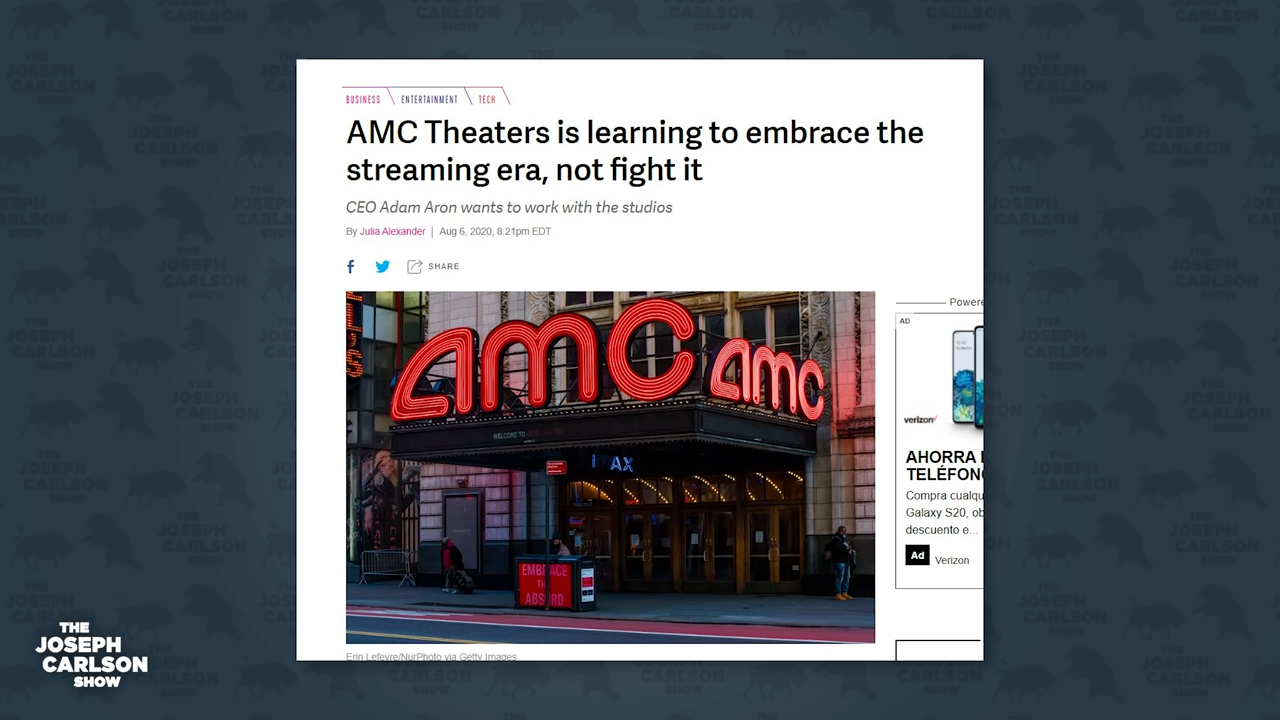 BUSINESS ENTERTAINMENT TECH
AMC Theaters is learning to embrace the
streaming era, not fight it
CEO Adam Aron wants to work with the studios
By Julia Alexander | Aug 6, 2020, 8:21pm EDT
SHARE
Powere
AD
amc amc
WELCOME TO
IMAX
EMBRACE
THE
ABSURD
verizon
AHORRA
TELÉFON
Compra cualqu
Galaxy S20, ob
descuento e...
Ad Verizon
Erin Lefevre/NurPhoto via Getty Images
THE
JOSEPH
CARLSON
SHOW